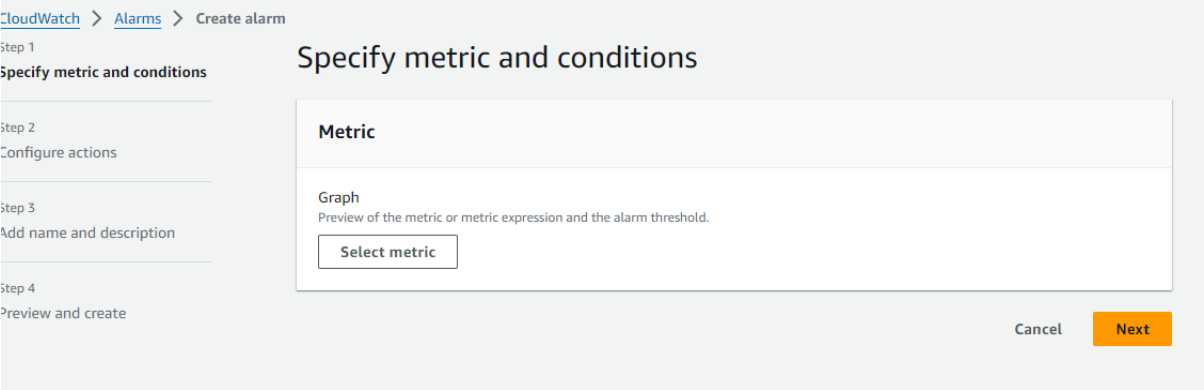 CloudWatch > Alarms > Create alarm
Step 1
Specify metric and conditions
Step 2
Configure actions
Step 3
Add name and description
Step 4
Preview and create
Specify metric and conditions
Metric
Graph
Preview of the metric or metric expression and the alarm threshold.
Select metric
Cancel
Next